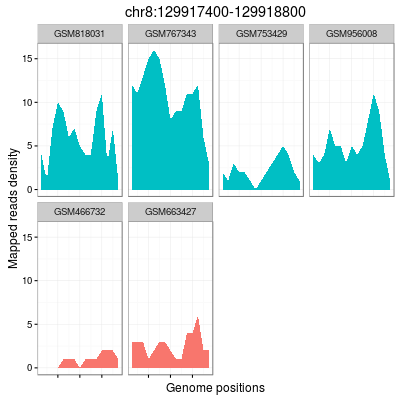 chr8:129917400-129918800
GSM818031 GSM767343 GSM753429 GSM956008
15
10
5
0
Mapped reads density
GSM466732 GSM663427
15
10
5
0
Genome positions